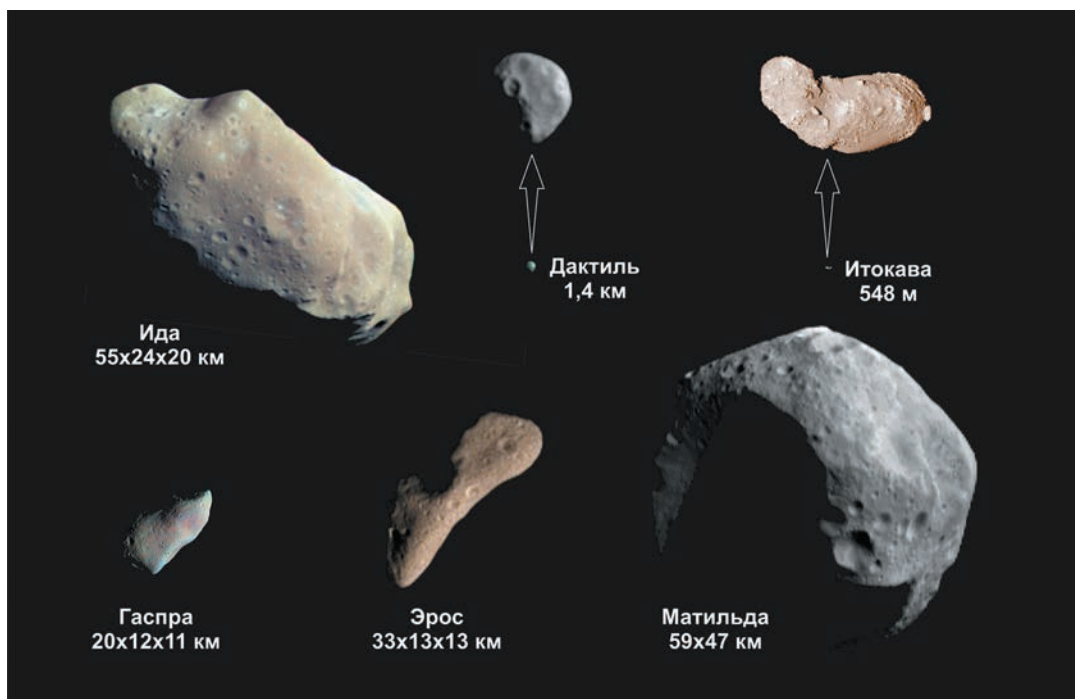 Дактиль
1,4 км
Итокава
548 м
Ида
55x24x20 км
Гаспра
20x12x11 км
Эрос
33x13x13 км
Матильда
59x47 км